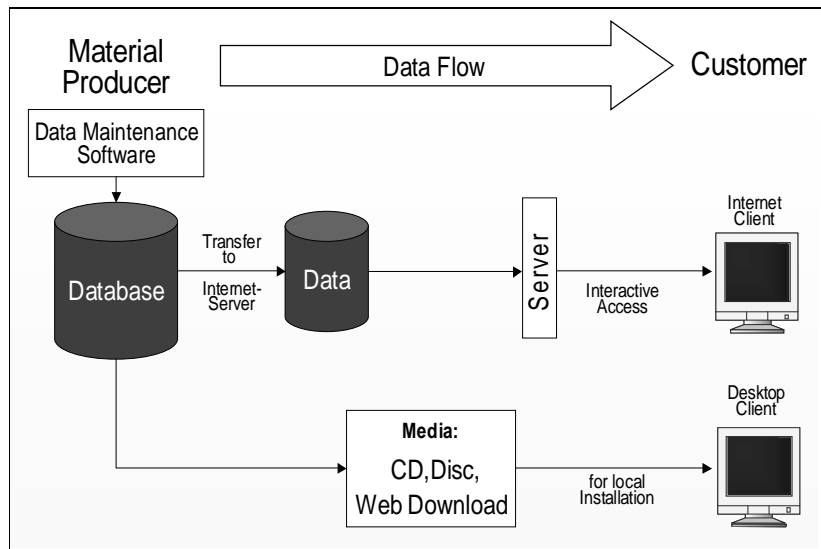 Material
Producer
Data Flow
Customer
Data Maintenance
Software
Database
Transfer
to
Internet-
Server
Data
Server
Interactive
Access
Internet
Client
Media:
CD,Disc,
Web Download
for local
Installation
Desktop
Client